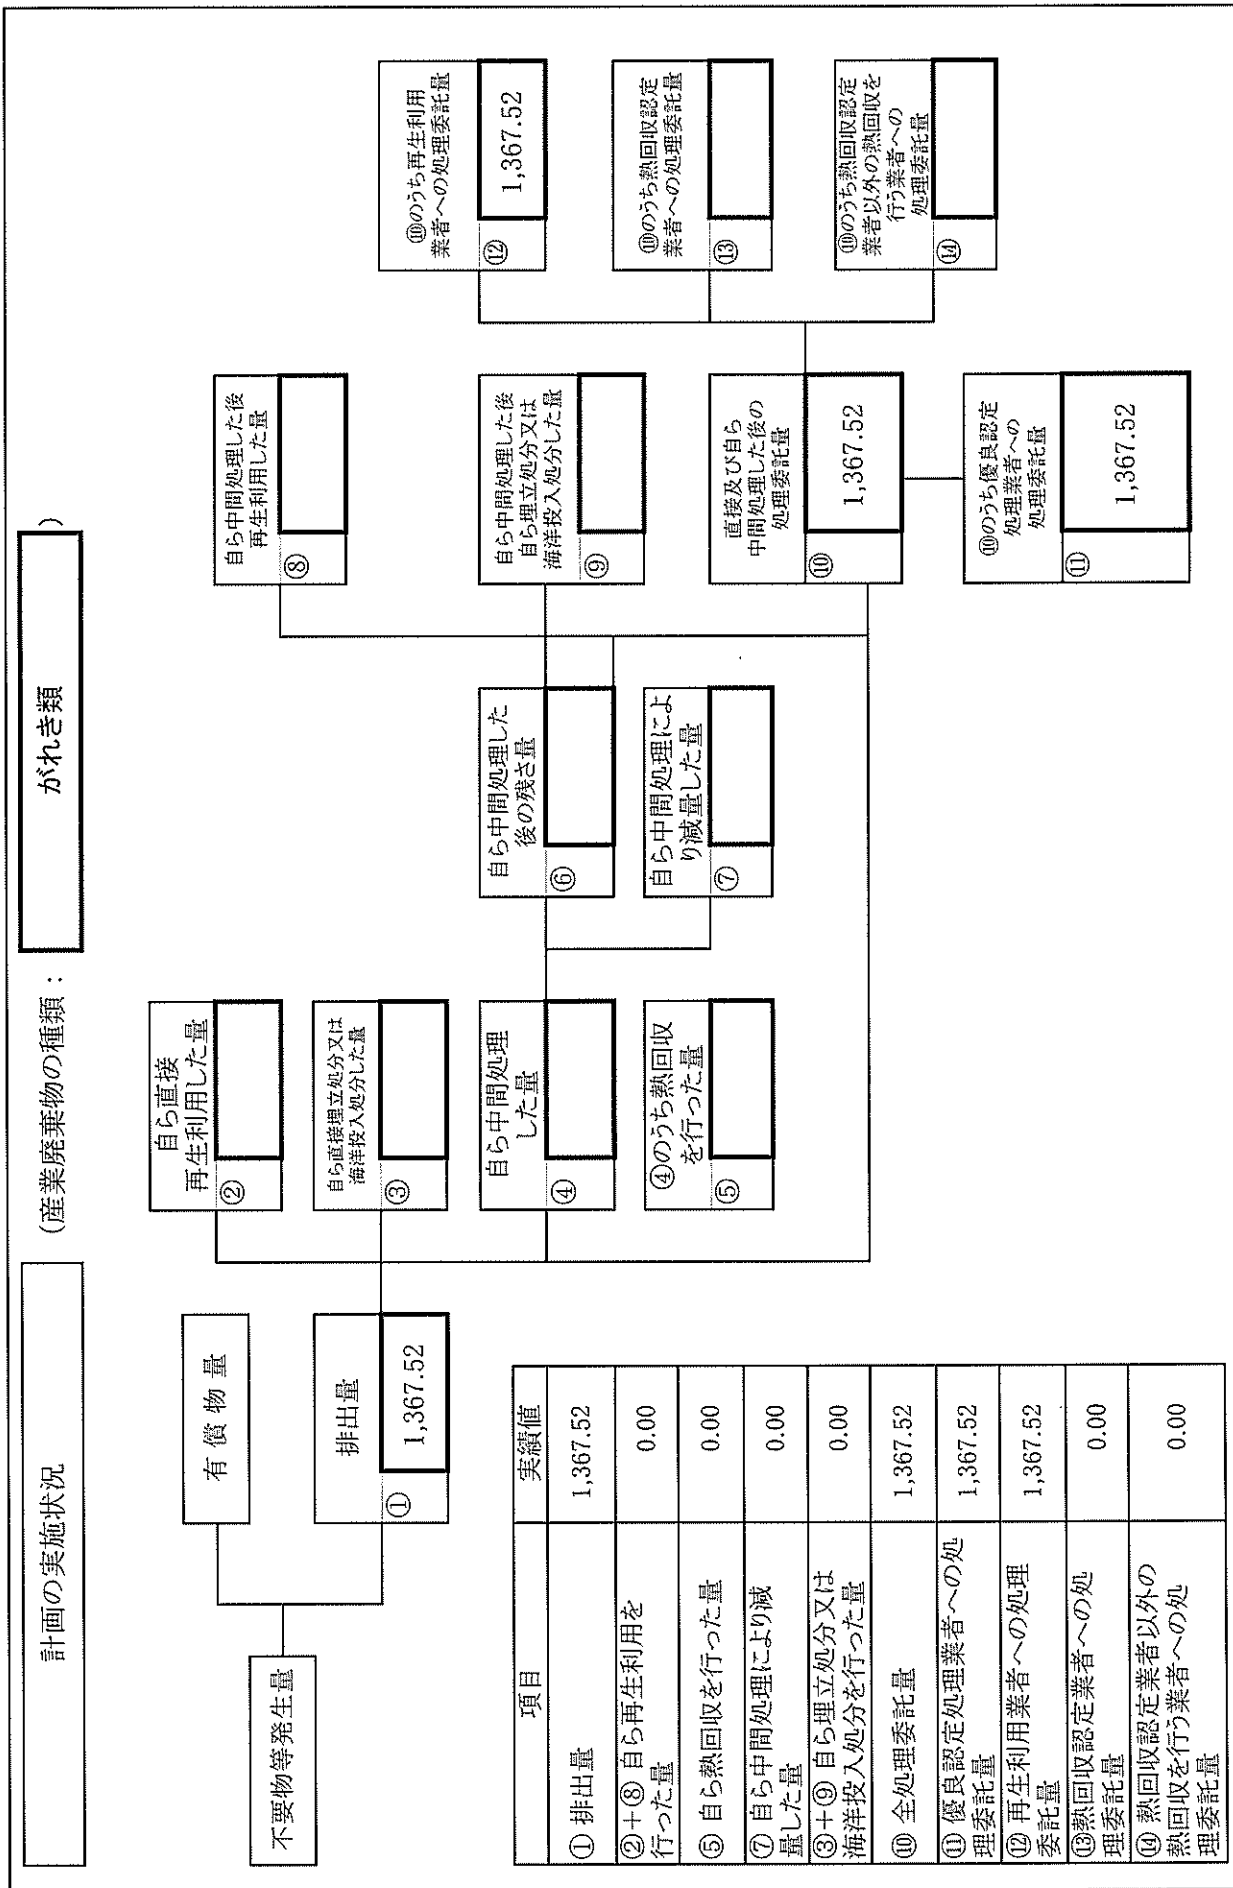 計画の実施状況
(産業廃棄物の種類：
がれき類
)
不要物等発生量
有 償 物 量
排出量
①
1,367.52
自ら直接
再生利用した量
②
自ら直接埋立処分又は
海洋投入処分した量
③
自ら中間処理
した量
④
④のうち熱回収
を行った量
⑤
自ら中間処理した
後の残さ量
⑥
自ら中間処理によ
り減量した量
⑦
自ら中間処理した後
再生利用した量
⑧
自ら中間処理した後
自ら埋立処分又は
海洋投入処分した量
⑨
直接及び自ら
中間処理した後の
処理委託量
⑩
1,367.52
⑩のうち優良認定
処理業者への
処理委託量
⑪
1,367.52
⑩のうち再生利用
業者への処理委託量
⑫
1,367.52
⑩のうち熱回収認定
業者への処理委託量
⑬
⑩のうち熱回収認定
業者以外の熱回収を
行う業者への
処理委託量
⑭
項目
実績値
① 排出量
1,367.52
②+⑧ 自ら再生利用を
行った量
0.00
⑤ 自ら熱回収を行った量
0.00
⑦ 自ら中間処理により減
量した量
0.00
③+⑨ 自ら埋立処分又は
海洋投入処分を行った量
0.00
⑩ 全処理委託量
1,367.52
⑪ 優良認定処理業者への処
理委託量
1,367.52
⑫ 再生利用業者への処理
委託量
1,367.52
⑬熱回収認定業者への処
理委託量
0.00
⑭ 熱回収認定業者以外の
熱回収を行う業者への処
理委託量
0.00